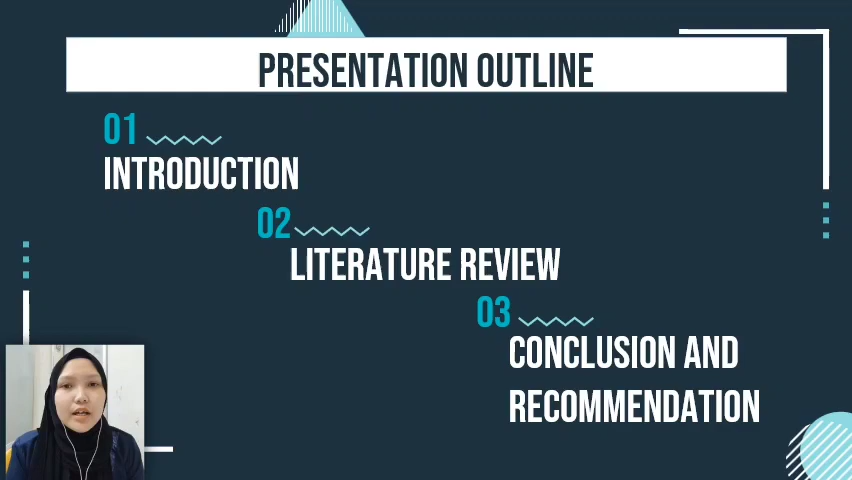 PRESENTATION OUTLINE
01
INTRODUCTION
02
LITERATURE REVIEW
03
CONCLUSION AND
RECOMMENDATION